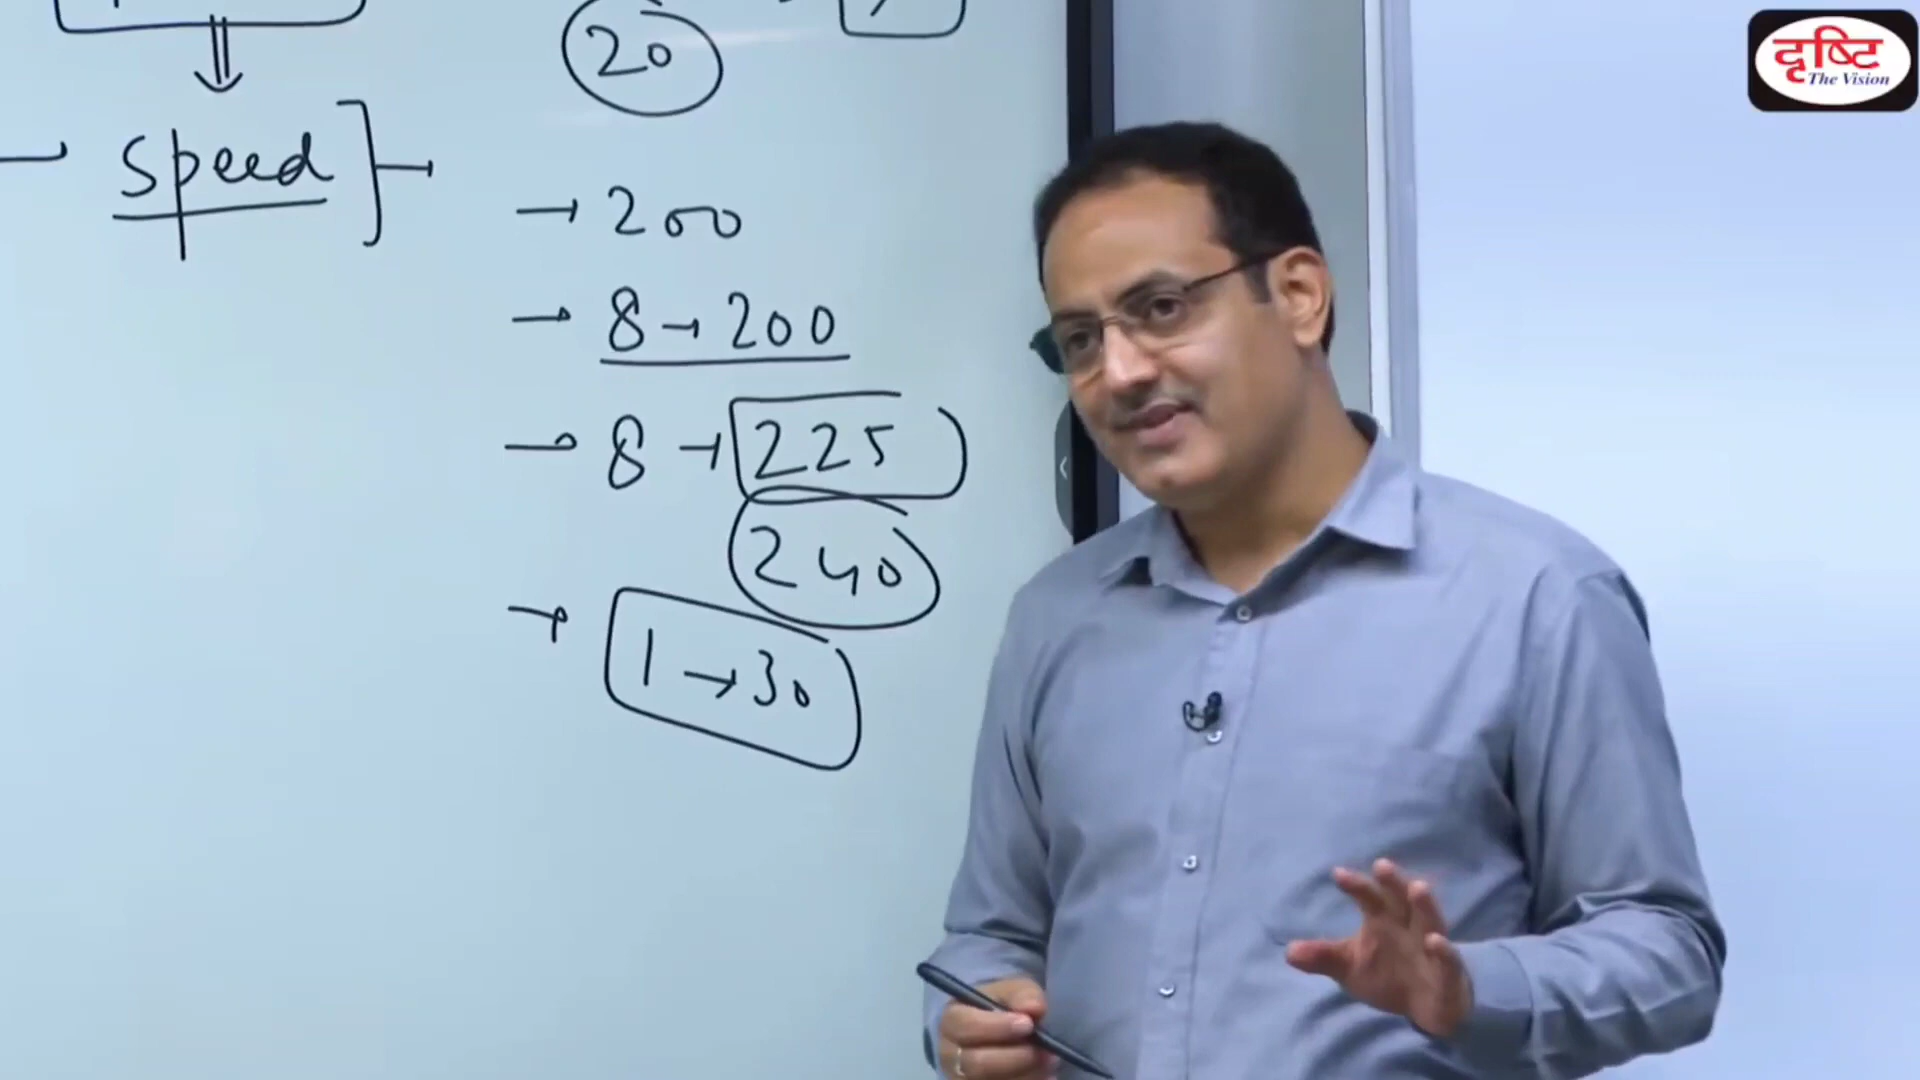 दृष्टि
The Vision
20
speed
→ 200
→ 8 → 200
→ 8 → 225
240
→ 1 → 30